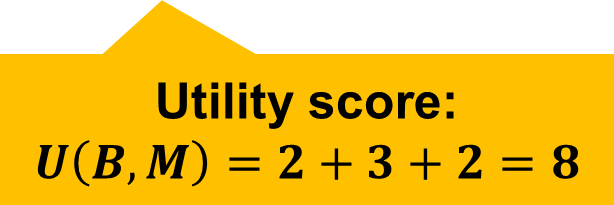 Utility score:
U(B, M) = 2 + 3 + 2 = 8